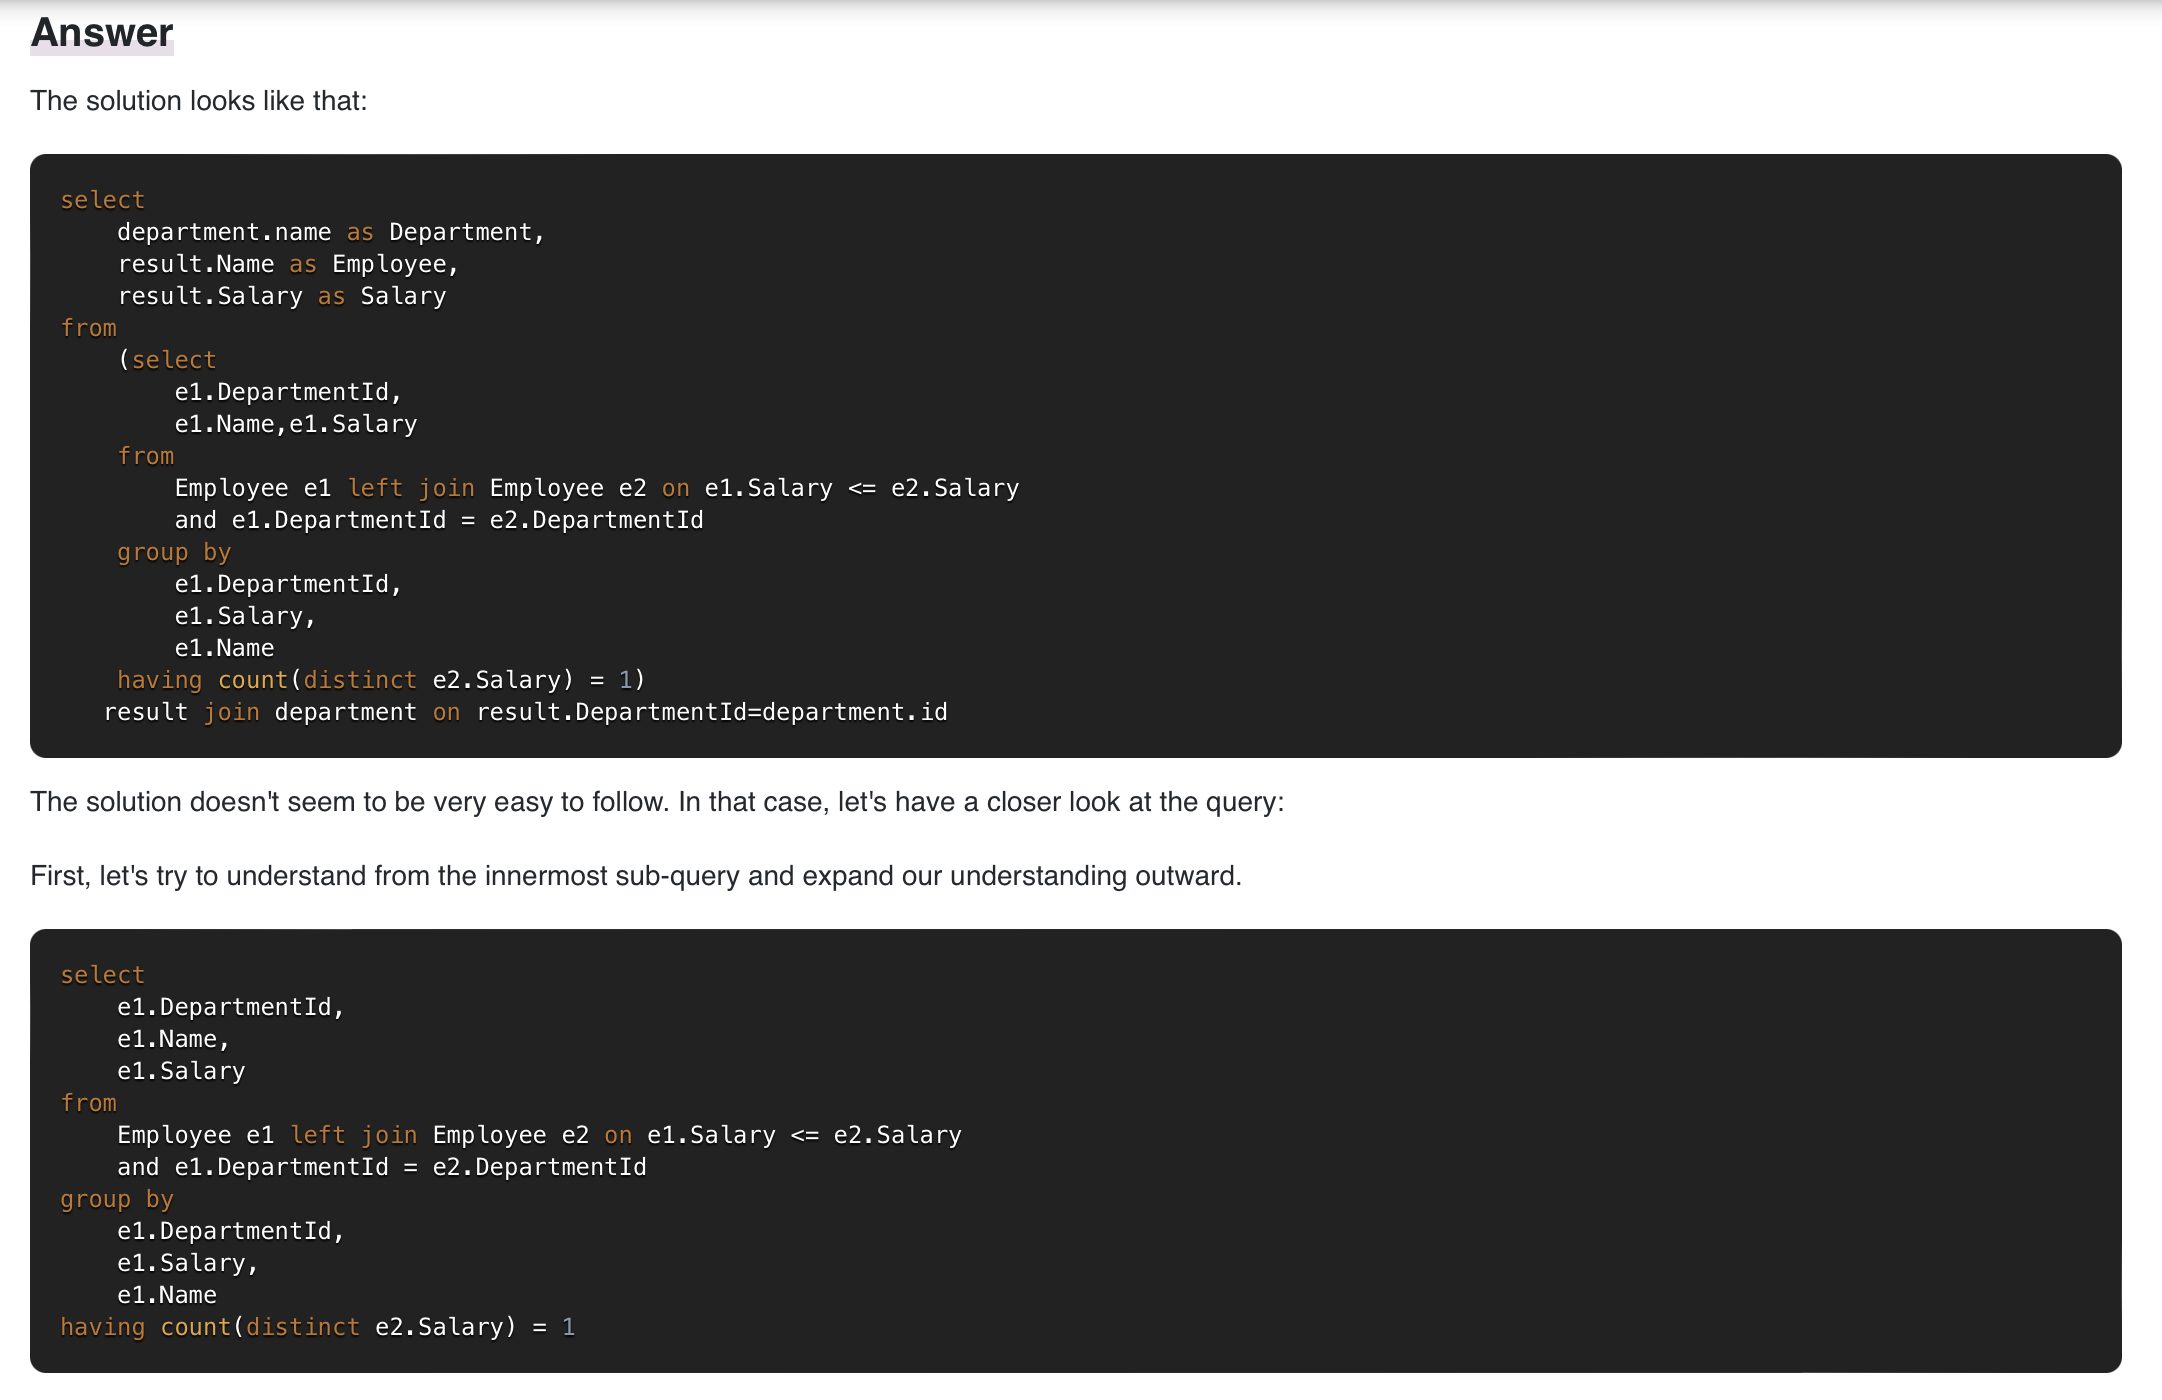 Answer
The solution looks like that:
select
    department.name as Department,
    result.Name as Employee,
    result.Salary as Salary
from
    (select
        e1.DepartmentId,
        e1.Name,e1.Salary
    from
        Employee e1 left join Employee e2 on e1.Salary <= e2.Salary
        and e1.DepartmentId = e2.DepartmentId
    group by
        e1.DepartmentId,
        e1.Salary,
        e1.Name
    having count(distinct e2.Salary) = 1)
   result join department on result.DepartmentId=department.id
The solution doesn't seem to be very easy to follow. In that case, let's have a closer look at the query:
First, let's try to understand from the innermost sub-query and expand our understanding outward.
select
    e1.DepartmentId,
    e1.Name,
    e1.Salary
from
    Employee e1 left join Employee e2 on e1.Salary <= e2.Salary
    and e1.DepartmentId = e2.DepartmentId
group by
    e1.DepartmentId,
    e1.Salary,
    e1.Name
having count(distinct e2.Salary) = 1